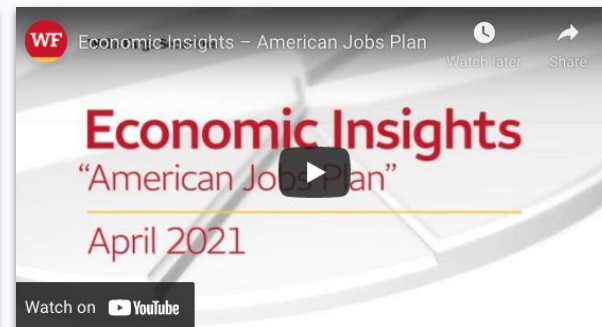 WF
Economic Insights – American Jobs Plan
Watch later
Share
Economic Insights
“American Jobs Plan”
April 2021
Watch on YouTube